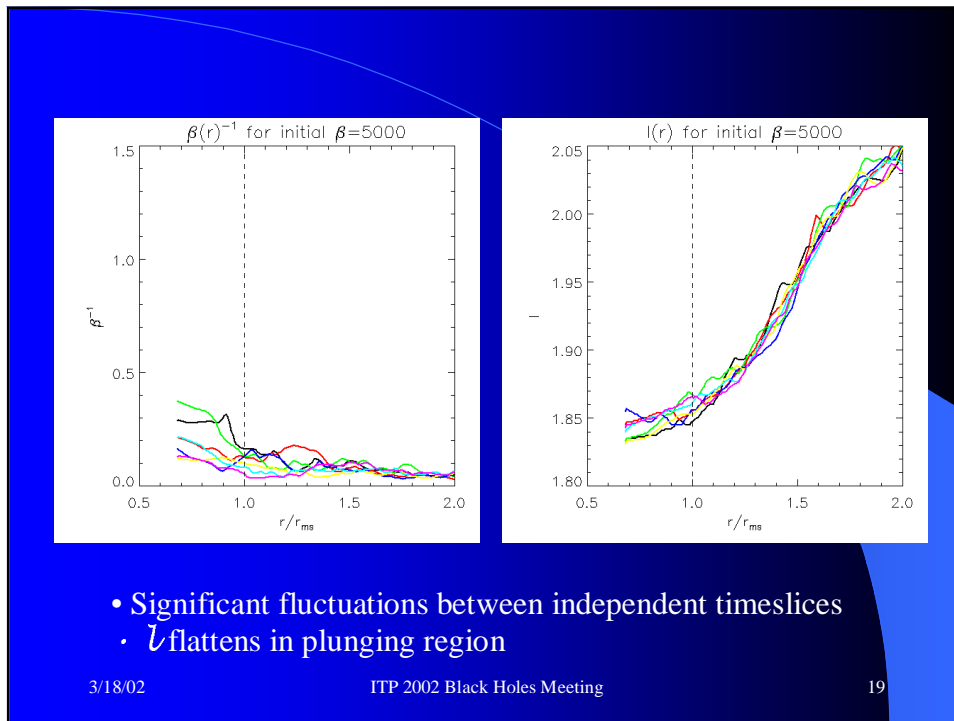 β(r)⁻¹ for initial β=5000
1.5
1.0
0.5
0.0
β⁻¹
0.5 1.0 1.5 2.0
r/rms
l(r) for initial β=5000
2.05
2.00
1.95
1.90
1.85
1.80
l
0.5 1.0 1.5 2.0
r/rms
• Significant fluctuations between independent timeslices
· l flattens in plunging region
3/18/02 ITP 2002 Black Holes Meeting 19